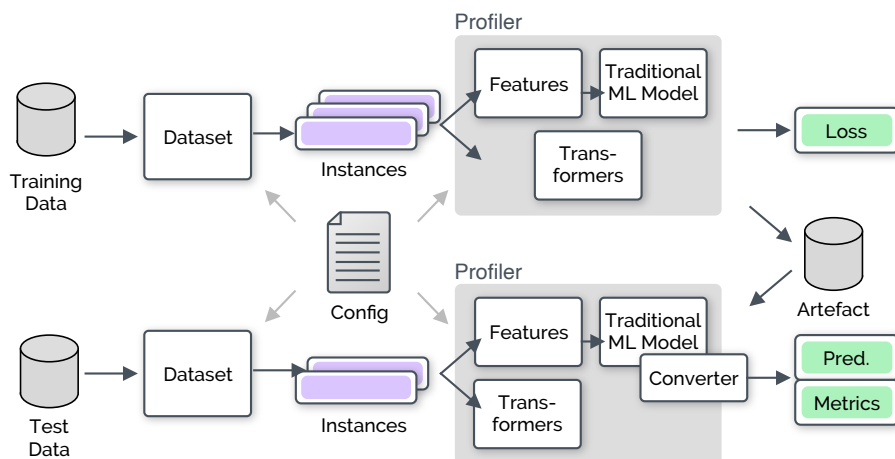 Profiler
Features
Traditional
ML Model
Trans-
formers
Dataset
Instances
Training
Data
Loss
Config
Artefact
Profiler
Features
Traditional
ML Model
Converter
Trans-
formers
Dataset
Instances
Test
Data
Pred.
Metrics